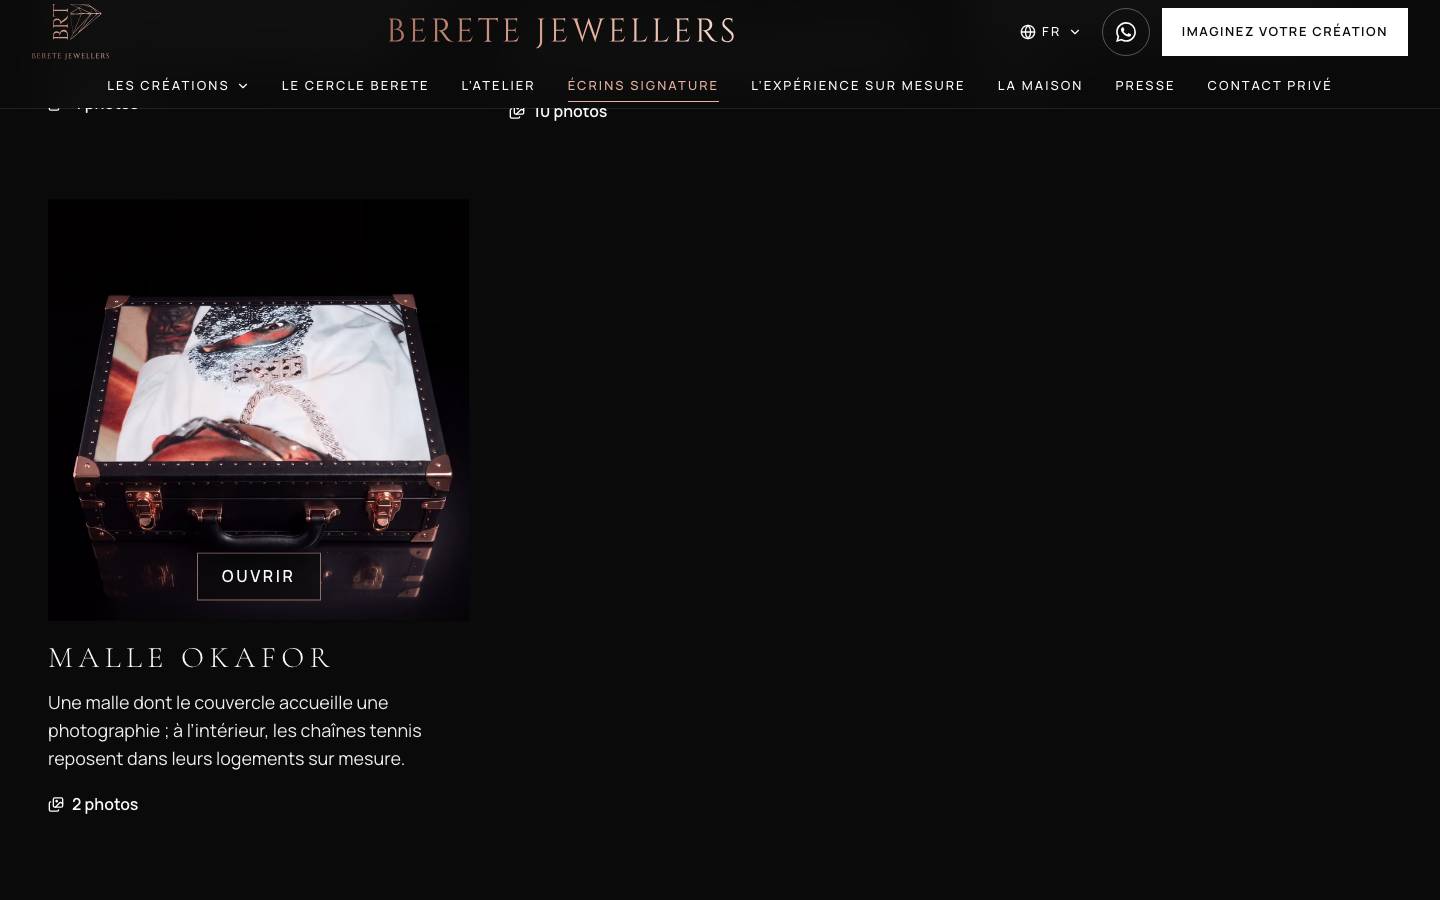 BRT
BERETE JEWELLERS
BERETE JEWELLERS
FR
IMAGINEZ VOTRE CRÉATION
LES CRÉATIONS
LE CERCLE BERETE
L'ATELIER
ÉCRINS SIGNATURE
L'EXPÉRIENCE SUR MESURE
LA MAISON
PRESSE
CONTACT PRIVÉ
photos
10 photos
OUVRIR
MALLE OKAFOR
Une malle dont le couvercle accueille une
photographie ; à l'intérieur, les chaînes tennis
reposent dans leurs logements sur mesure.
2 photos